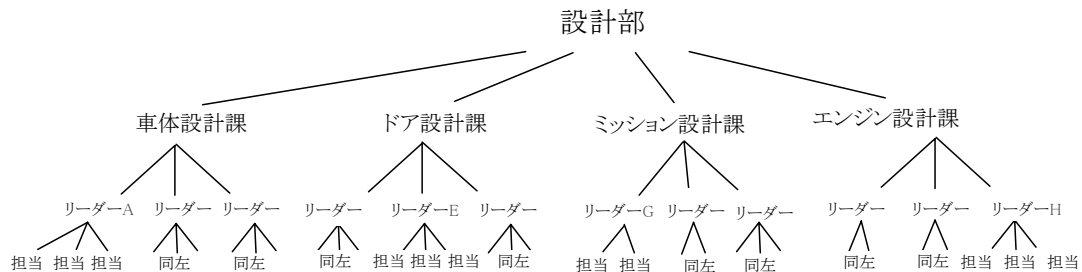 設計部
車体設計課 ドア設計課 ミッション設計課 エンジン設計課
リーダーA リーダー リーダー リーダー リーダーE リーダー リーダーG リーダー リーダー リーダー リーダー リーダーH
担当 担当 担当 同左 同左 同左 担当 担当 担当 同左 担当 担当 同左 同左 同左 同左 担当 担当 担当